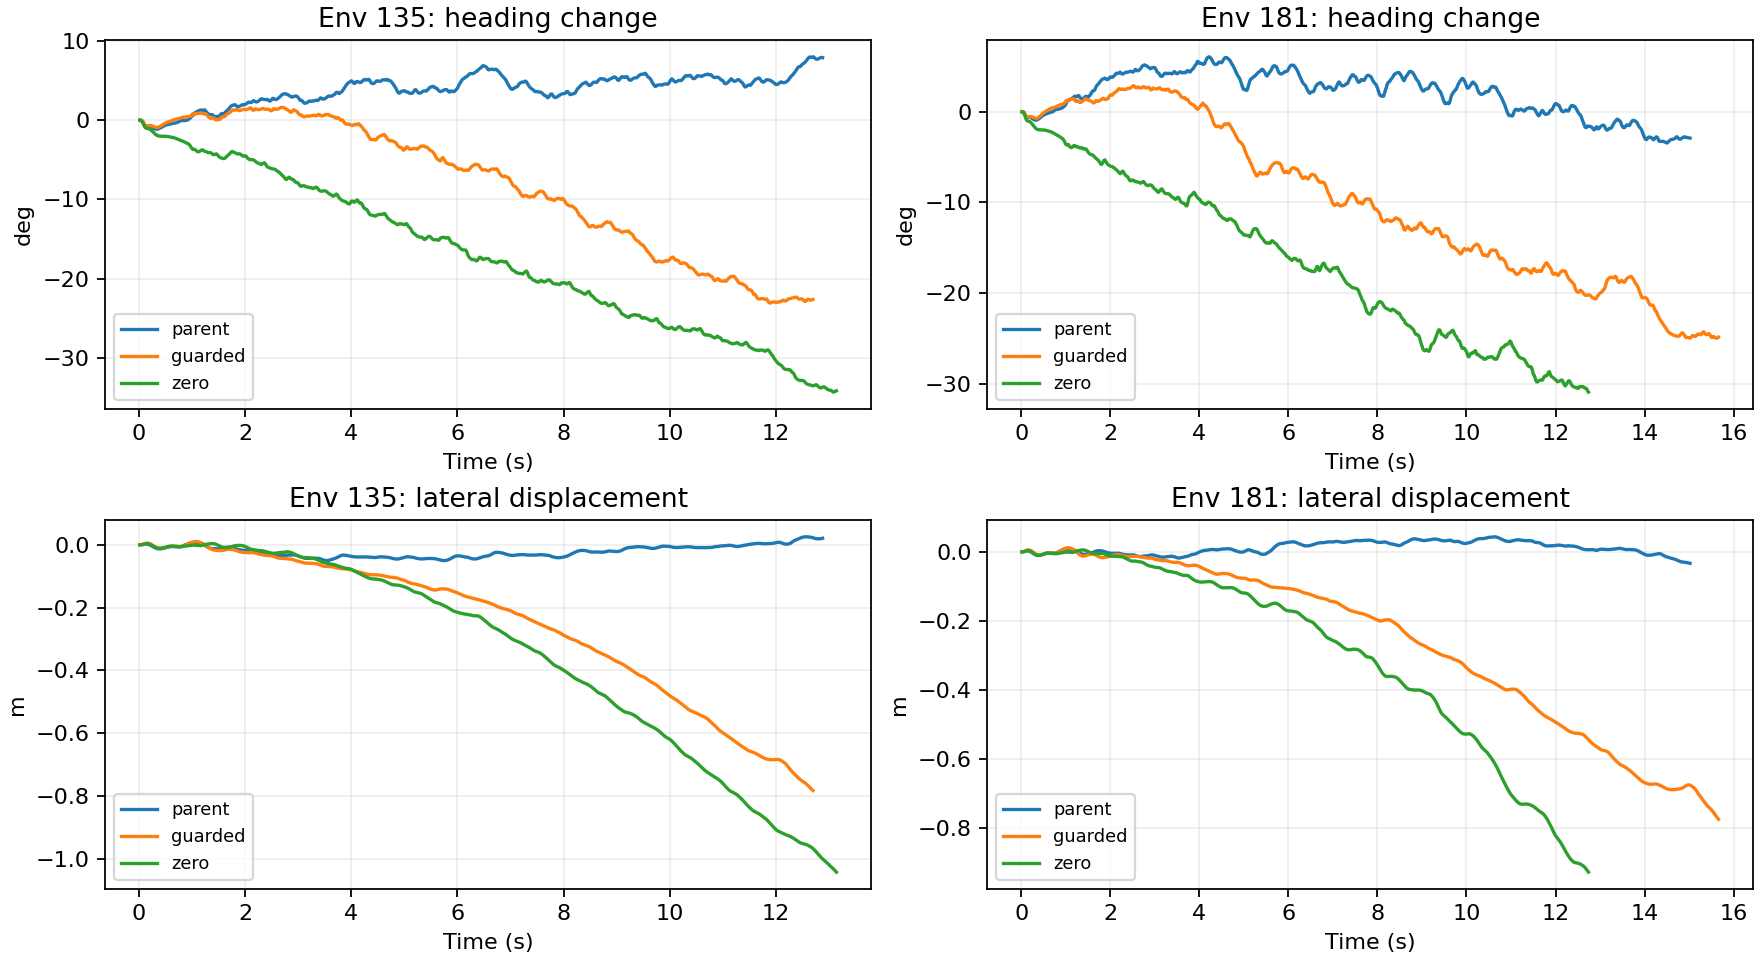 Env 135: heading change
deg
10
0
−10
−20
−30
parent
guarded
zero
0 2 4 6 8 10 12
Time (s)
Env 181: heading change
deg
0
−10
−20
−30
parent
guarded
zero
0 2 4 6 8 10 12 14 16
Time (s)
Env 135: lateral displacement
m
0.0
−0.2
−0.4
−0.6
−0.8
−1.0
parent
guarded
zero
0 2 4 6 8 10 12
Time (s)
Env 181: lateral displacement
m
0.0
−0.2
−0.4
−0.6
−0.8
parent
guarded
zero
0 2 4 6 8 10 12 14 16
Time (s)